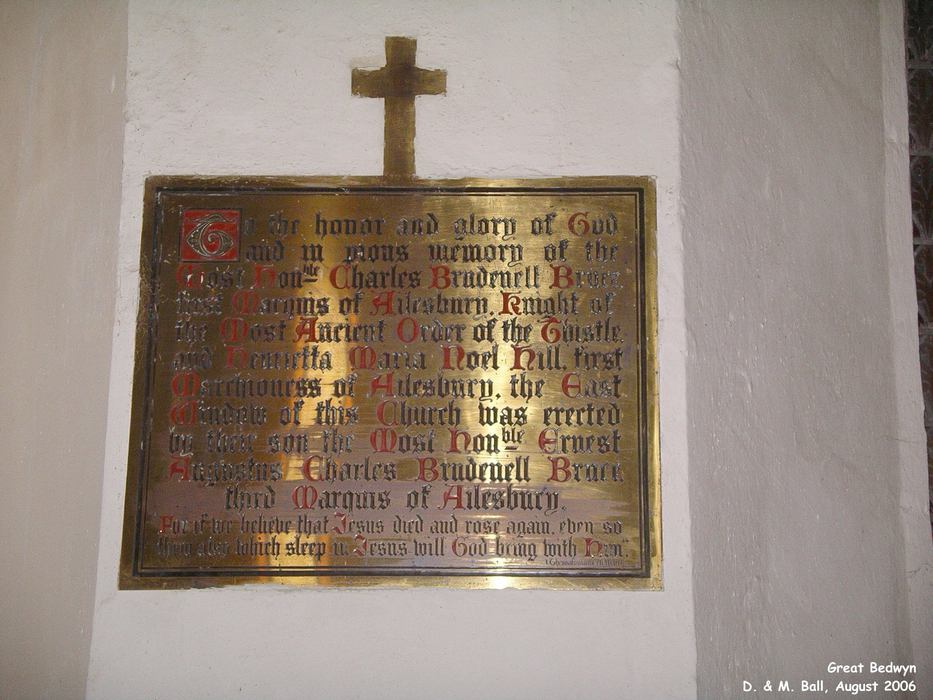 To the honor and glory of God
and in pious memory of the
Most Honble Charles Brudenell Bruce
first Marquis of Ailesbury, Knight of
the Most Ancient Order of the Thistle,
and Henrietta Maria Noel Hill, first
Marchioness of Ailesbury, the East
Window of this Church was erected
by their son the Most Honble Ernest
Augustus Charles Brudenell Bruce
third Marquis of Ailesbury.
For if we believe that Jesus died and rose again, even so
them also which sleep in Jesus will God bring with Him.
Great Bedwyn
D. & M. Ball, August 2006